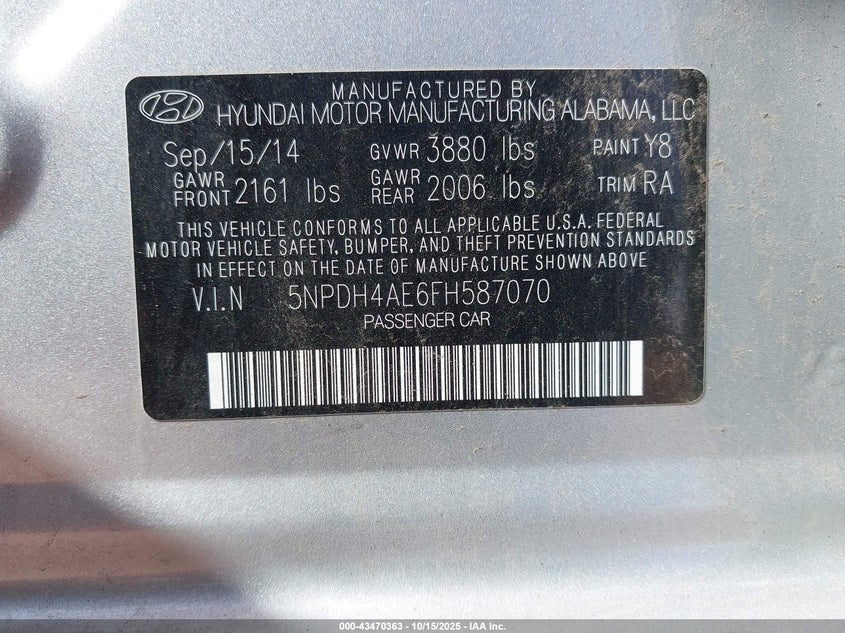 MANUFACTURED BY
HYUNDAI MOTOR MANUFACTURING ALABAMA, LLC
Sep/15/14 GVWR 3880 lbs PAINT Y8
GAWR FRONT 2161 lbs GAWR REAR 2006 lbs TRIM RA
THIS VEHICLE CONFORMS TO ALL APPLICABLE U.S.A. FEDERAL
MOTOR VEHICLE SAFETY, BUMPER, AND THEFT PREVENTION STANDARDS
IN EFFECT ON THE DATE OF MANUFACTURE SHOWN ABOVE
V.I.N 5NPDH4AE6FH587070
PASSENGER CAR
000-43470363 - 10/15/2025 - IAA Inc.